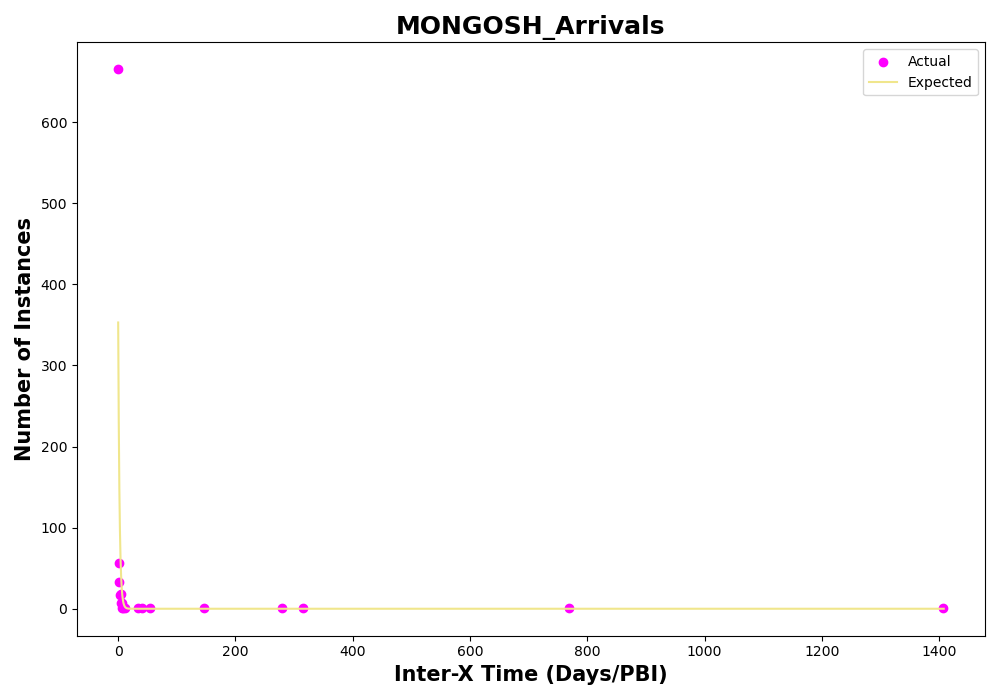 MONGOSH_Arrivals
Actual
Expected
Number of Instances
600
500
400
300
200
100
0
0 200 400 600 800 1000 1200 1400
Inter-X Time (Days/PBI)